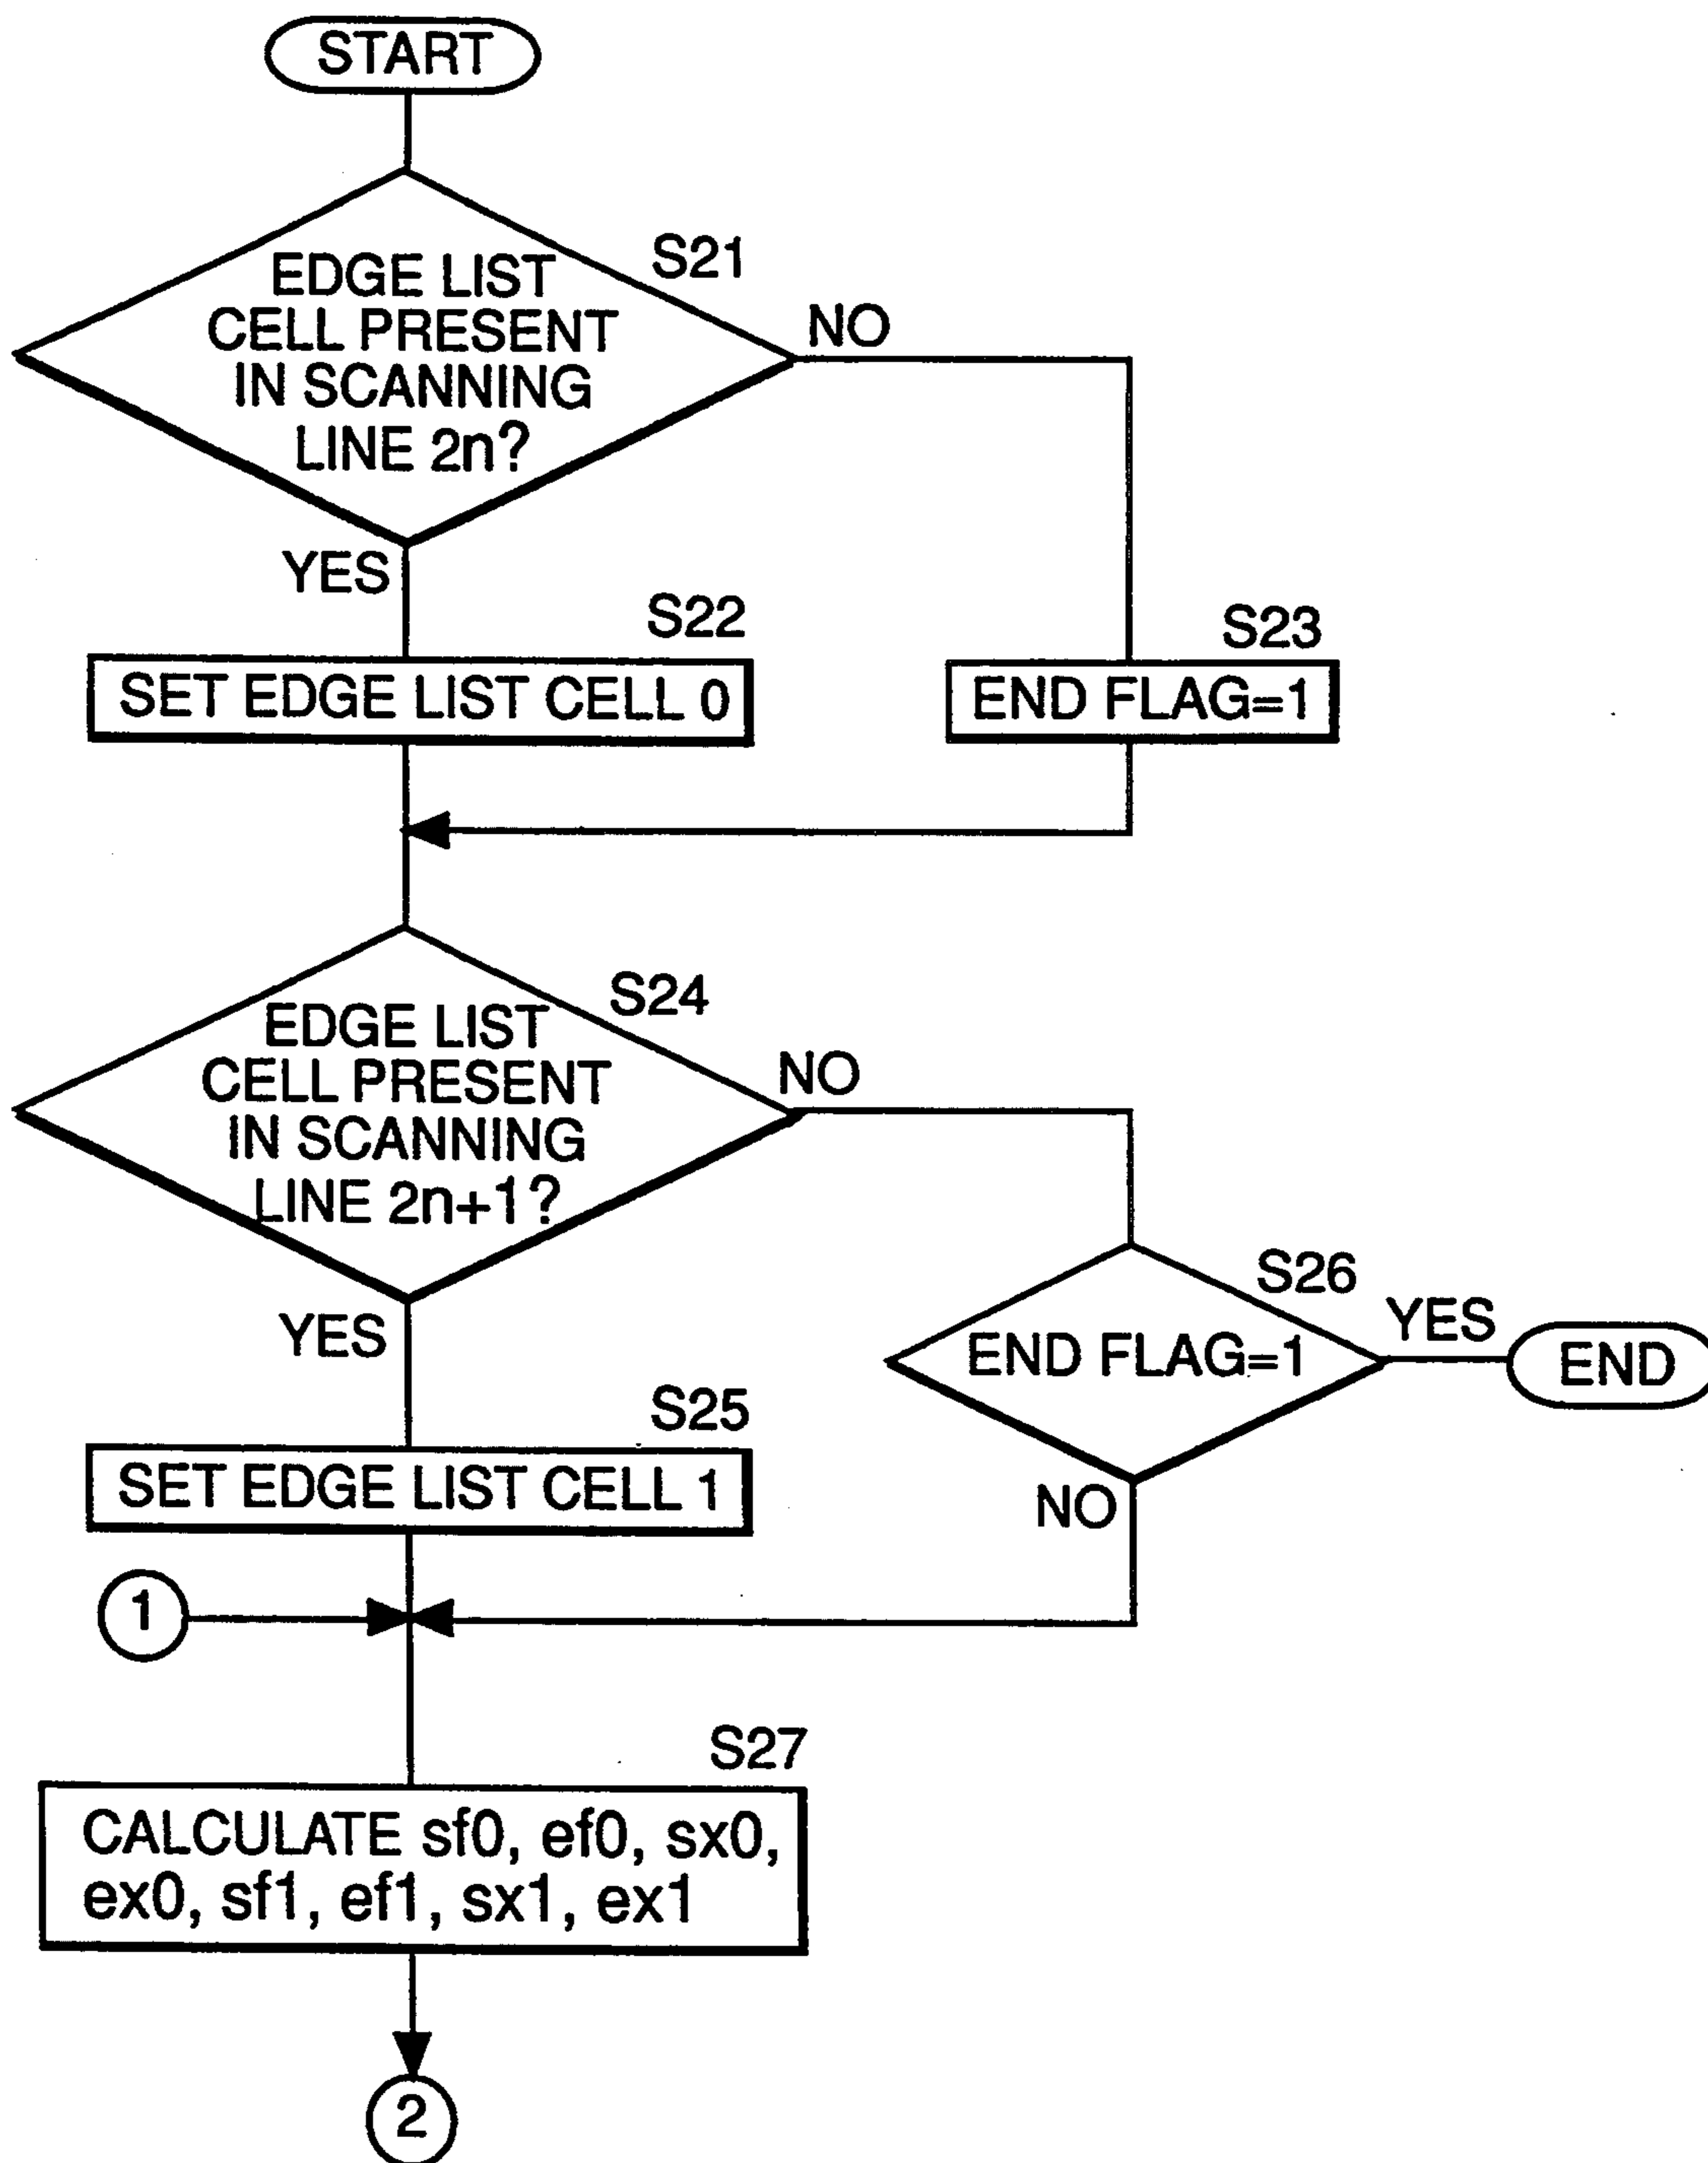 START
S21
EDGE LIST
CELL PRESENT
IN SCANNING
LINE 2n?
NO
YES
S22
SET EDGE LIST CELL 0
S23
END FLAG=1
S24
EDGE LIST
CELL PRESENT
IN SCANNING
LINE 2n+1?
NO
YES
S26
END FLAG=1
YES
END
NO
S25
SET EDGE LIST CELL 1
1
S27
CALCULATE sf0, ef0, sx0,
ex0, sf1, ef1, sx1, ex1
2